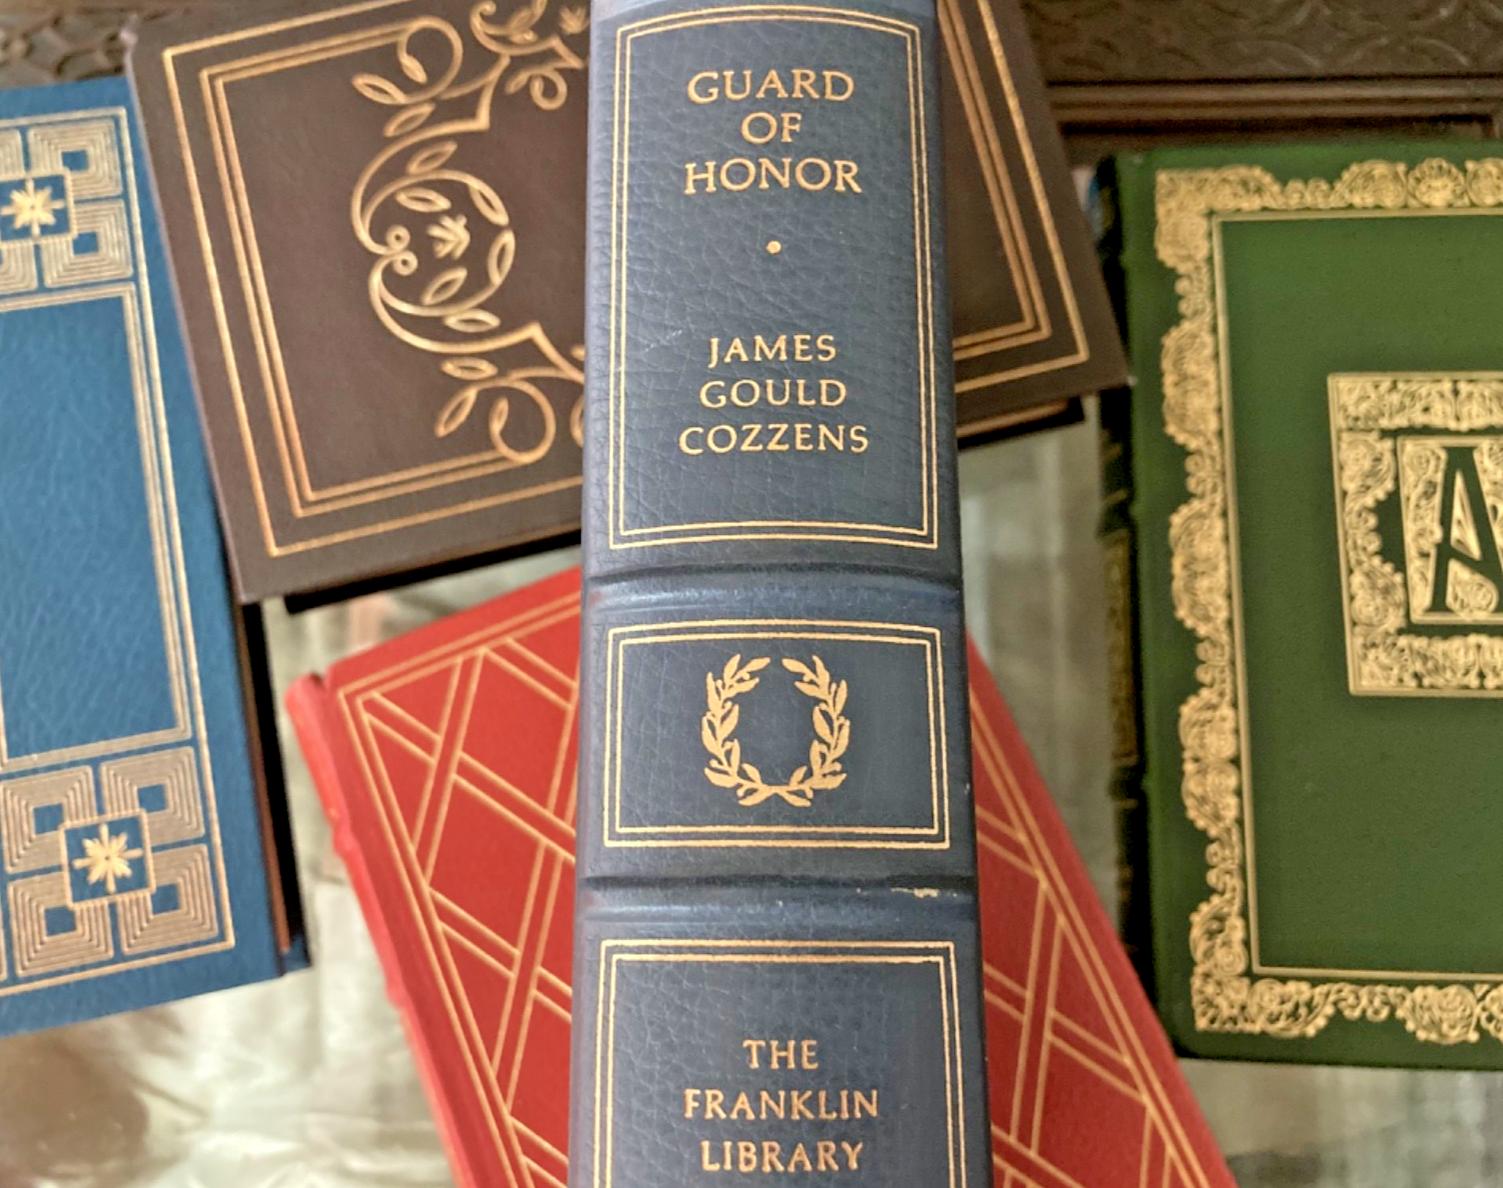 GUARD
OF
HONOR
JAMES
GOULD
COZZENS
THE
FRANKLIN
LIBRARY
A